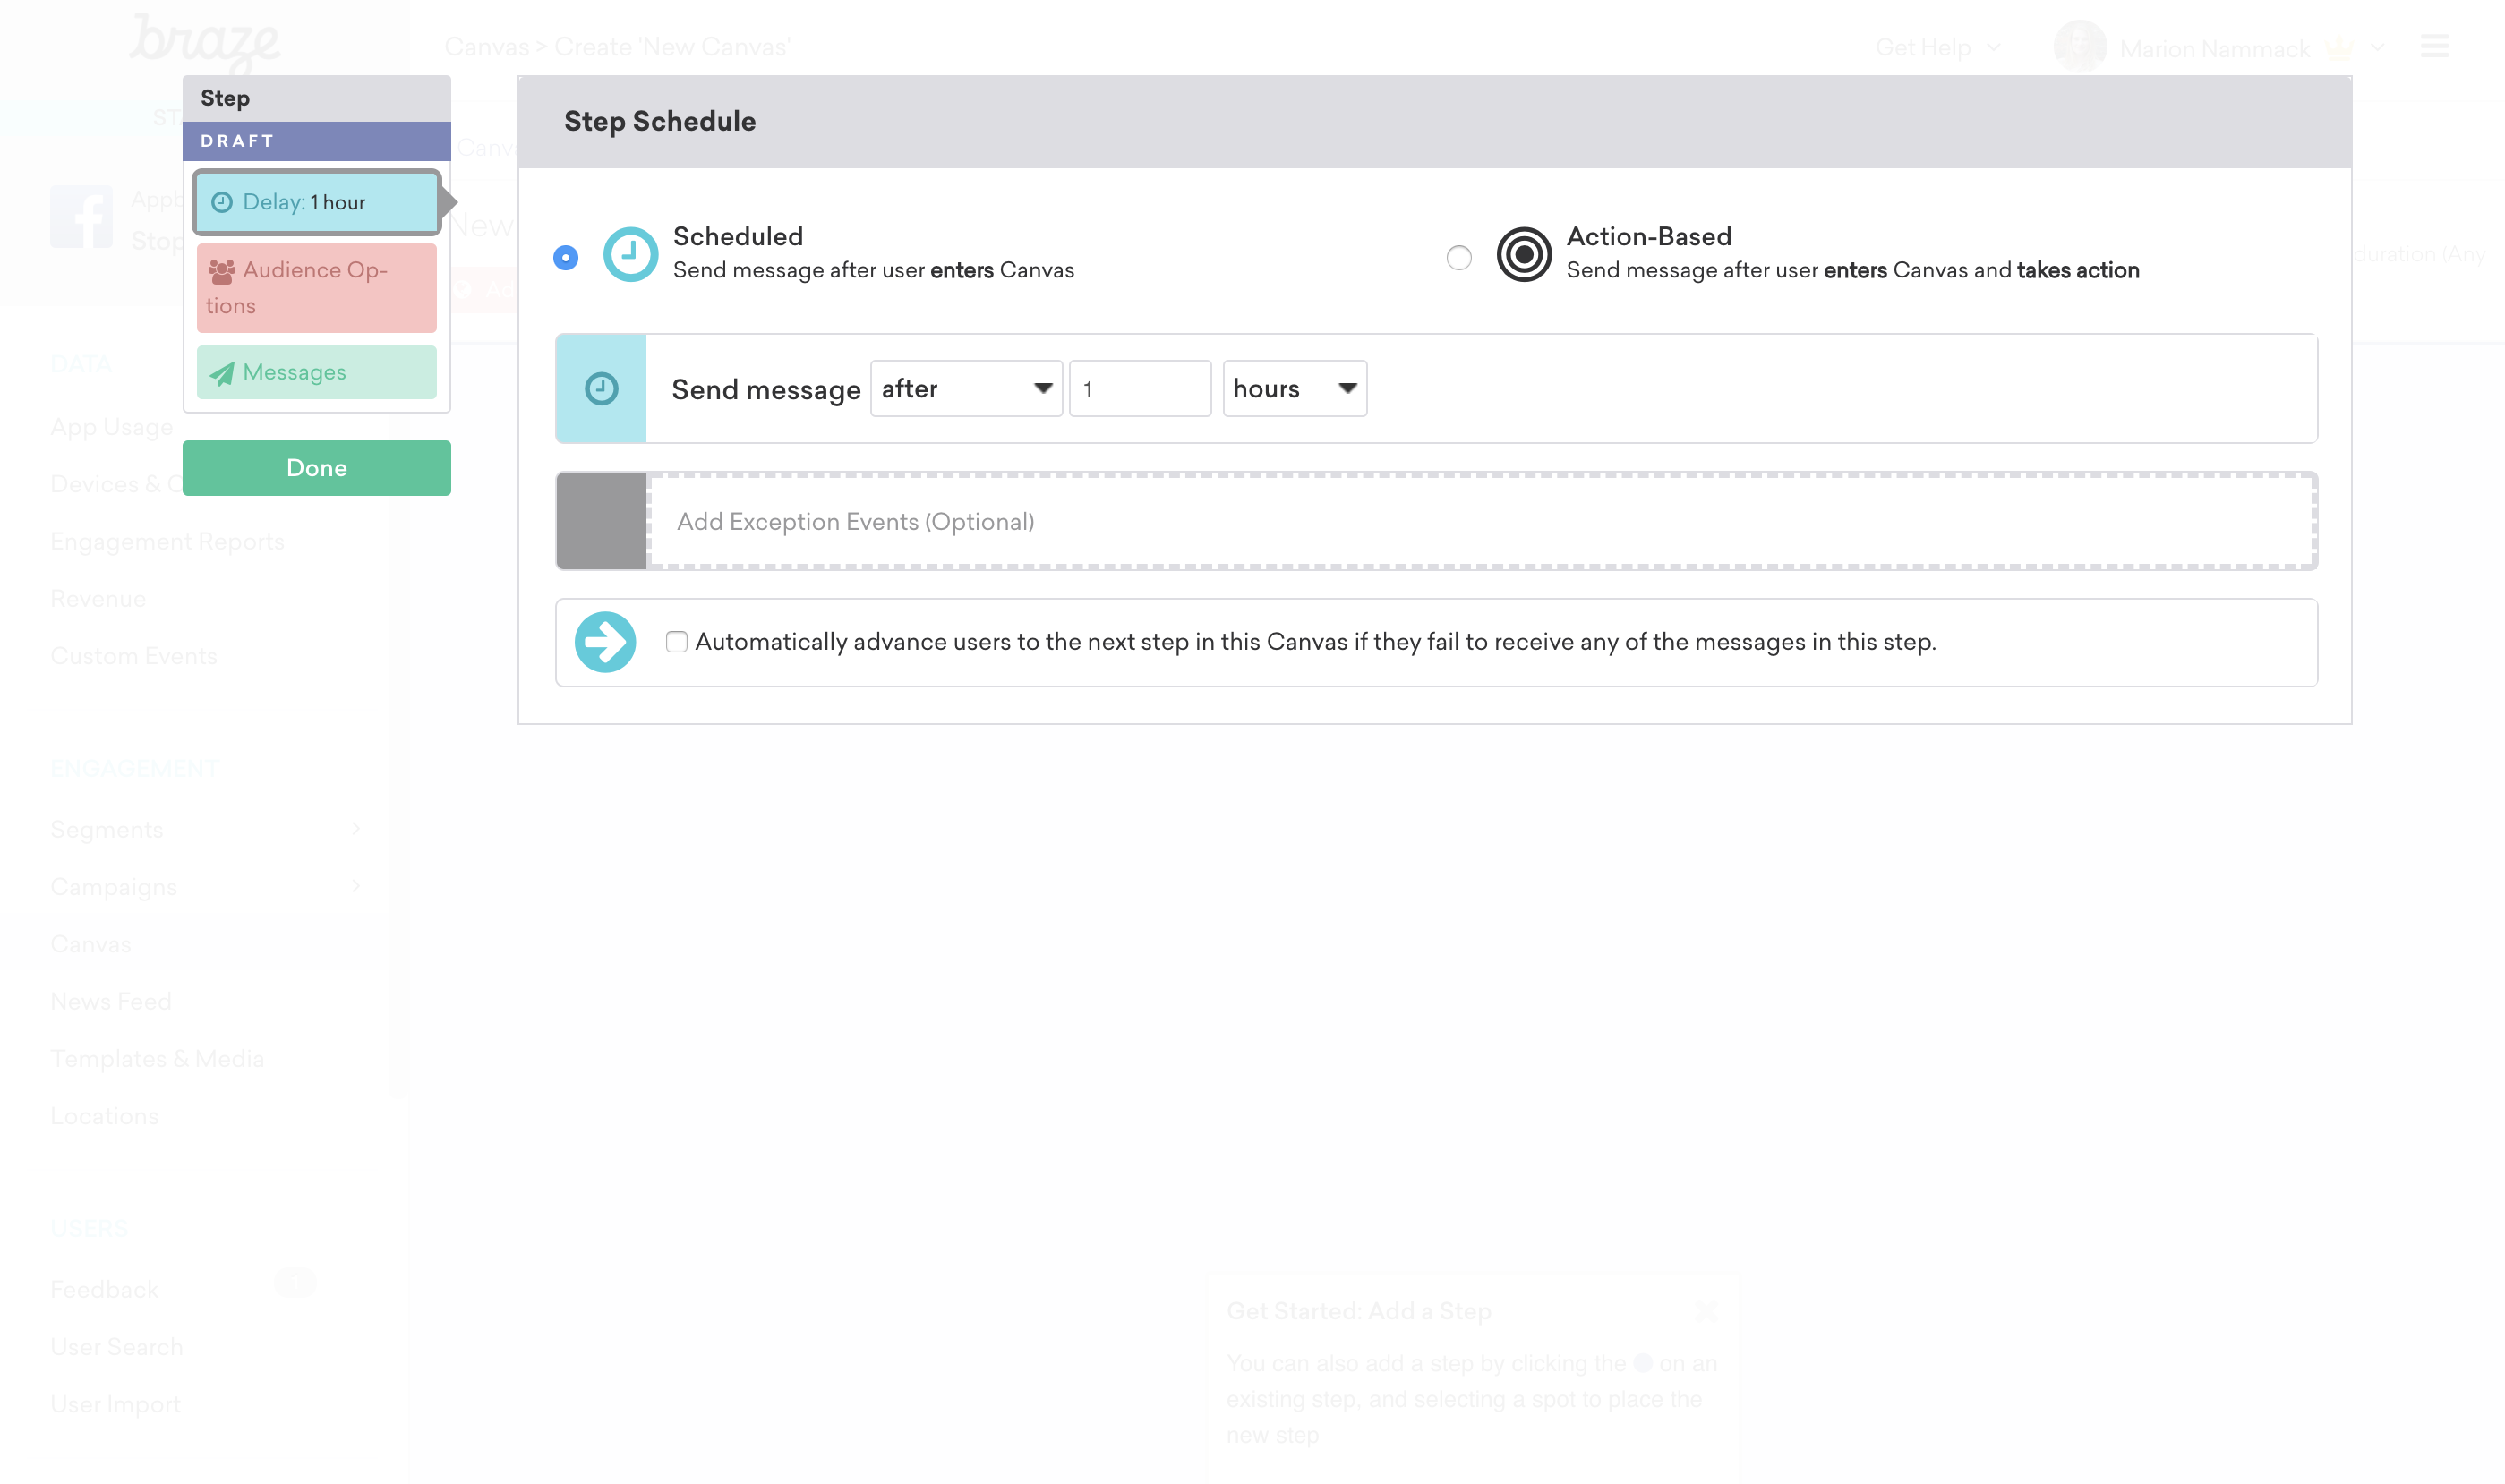 braze
Canvas > Create 'New Canvas'
Get Help
Marion Nammack
Step
DRAFT
Delay: 1 hour
Audience Op-
tions
Messages
Done
Step Schedule
Scheduled
Send message after user enters Canvas
Action-Based
Send message after user enters Canvas and takes action
Send message after 1 hours
Add Exception Events (Optional)
Automatically advance users to the next step in this Canvas if they fail to receive any of the messages in this step.
Stop
New
duration (Any
DATA
App Usage
Devices & C
Engagement Reports
Revenue
Custom Events
ENGAGEMENT
Segments
Campaigns
Canvas
News Feed
Templates & Media
Locations
USERS
Feedback
User Search
User Import
Get Started: Add a Step
You can also add a step by clicking the on an
existing step, and selecting a spot to place the
new step